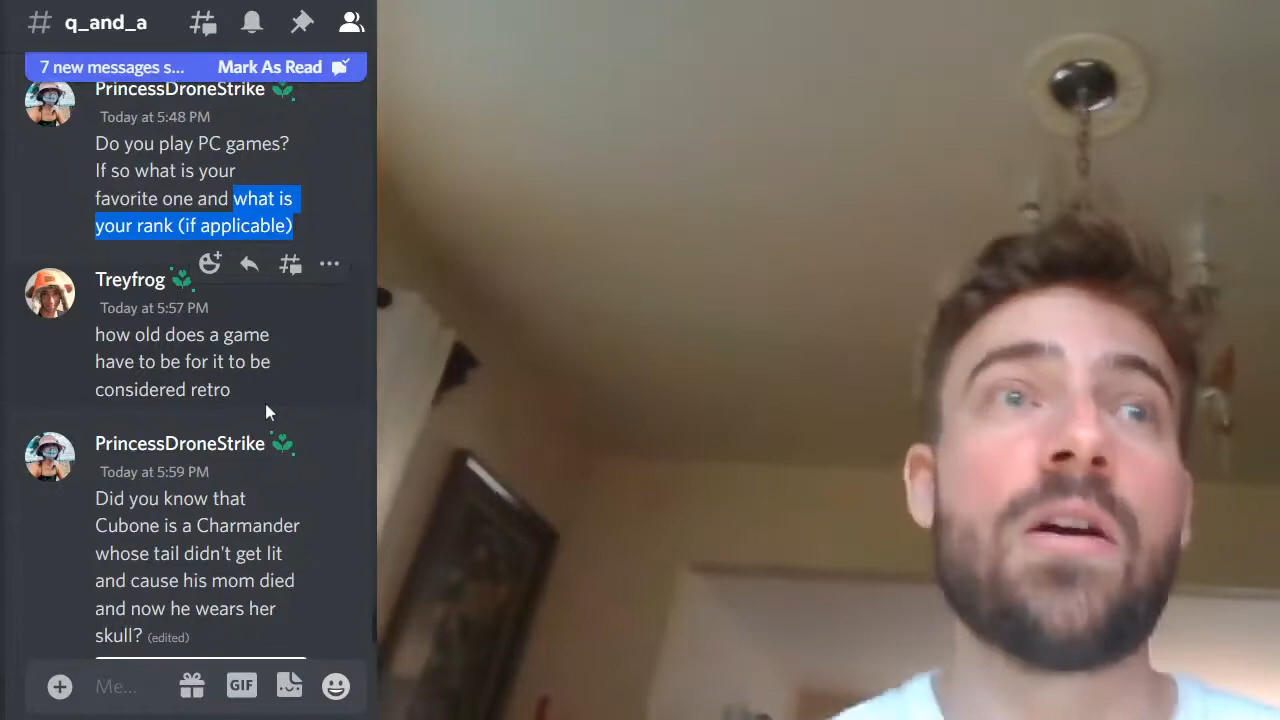 q_and_a
7 new messages s... Mark As Read
PrincessDroneStrike
Today at 5:48 PM
Do you play PC games?
If so what is your
favorite one and what is
your rank (if applicable)
Treyfrog
Today at 5:57 PM
how old does a game
have to be for it to be
considered retro
PrincessDroneStrike
Today at 5:59 PM
Did you know that
Cubone is a Charmander
whose tail didn't get lit
and cause his mom died
and now he wears her
skull? (edited)
Me...
GIF